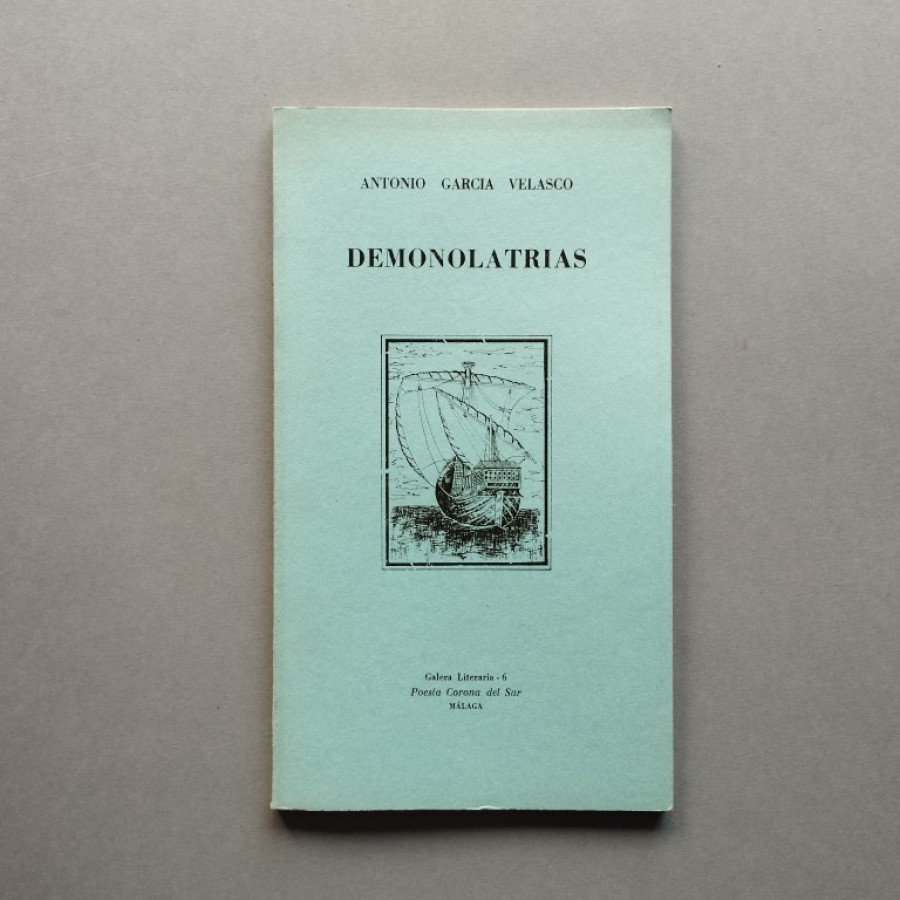 ANTONIO GARCIA VELASCO
DEMONOLATRIAS
Galera Literaria - 6
Poesía Corona del Sur
MÁLAGA